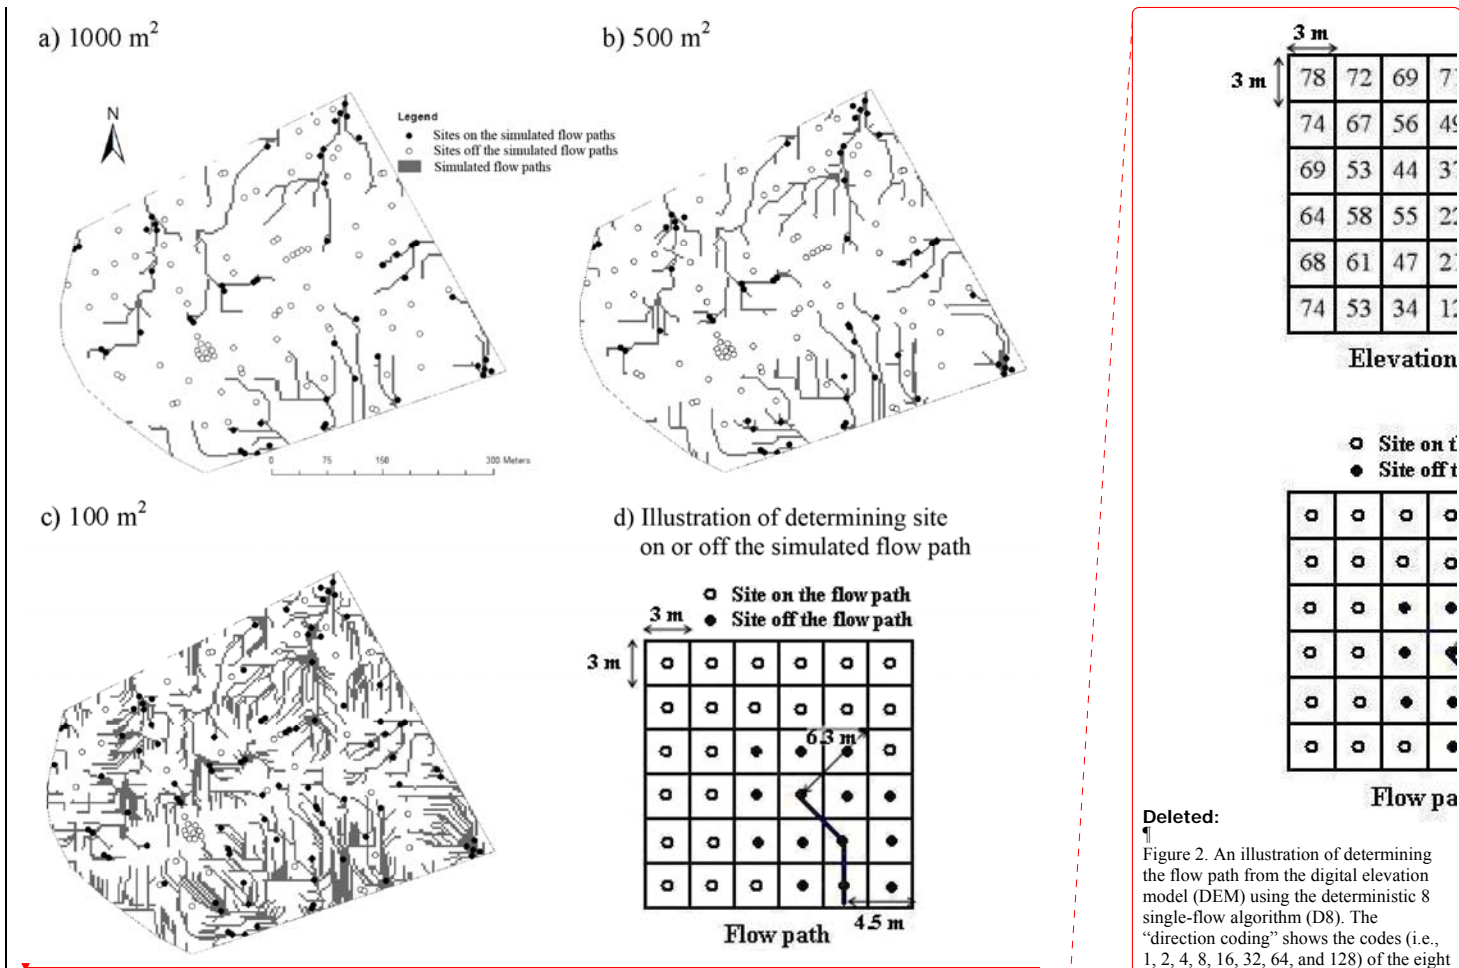 a) 1000 m²
b) 500 m²
N
Legend
Sites on the simulated flow paths
Sites off the simulated flow paths
Simulated flow paths
0 75 150 300 Meters
c) 100 m²
d) Illustration of determining site
on or off the simulated flow path
Site on the flow path
Site off the flow path
3 m
3 m
6.3 m
4.5 m
Flow path
3 m
3 m
78 72 69
74 67 56
69 53 44
64 58 55
68 61 47
74 53 34
Elevation
Site on
Site off
Flow
Deleted:
¶
Figure 2. An illustration of determining
the flow path from the digital elevation
model (DEM) using the deterministic 8
single-flow algorithm (D8). The
“direction coding” shows the codes (i.e.,
1, 2, 4, 8, 16, 32, 64, and 128) of the eight